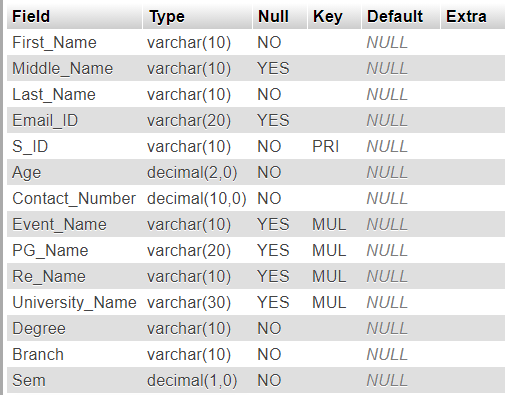 Field Type Null Key Default Extra
First_Name varchar(10) NO NULL
Middle_Name varchar(10) YES NULL
Last_Name varchar(10) NO NULL
Email_ID varchar(20) YES NULL
S_ID varchar(10) NO PRI NULL
Age decimal(2,0) NO NULL
Contact_Number decimal(10,0) NO NULL
Event_Name varchar(10) YES MUL NULL
PG_Name varchar(20) YES MUL NULL
Re_Name varchar(10) YES MUL NULL
University_Name varchar(30) YES MUL NULL
Degree varchar(10) NO NULL
Branch varchar(10) NO NULL
Sem decimal(1,0) NO NULL